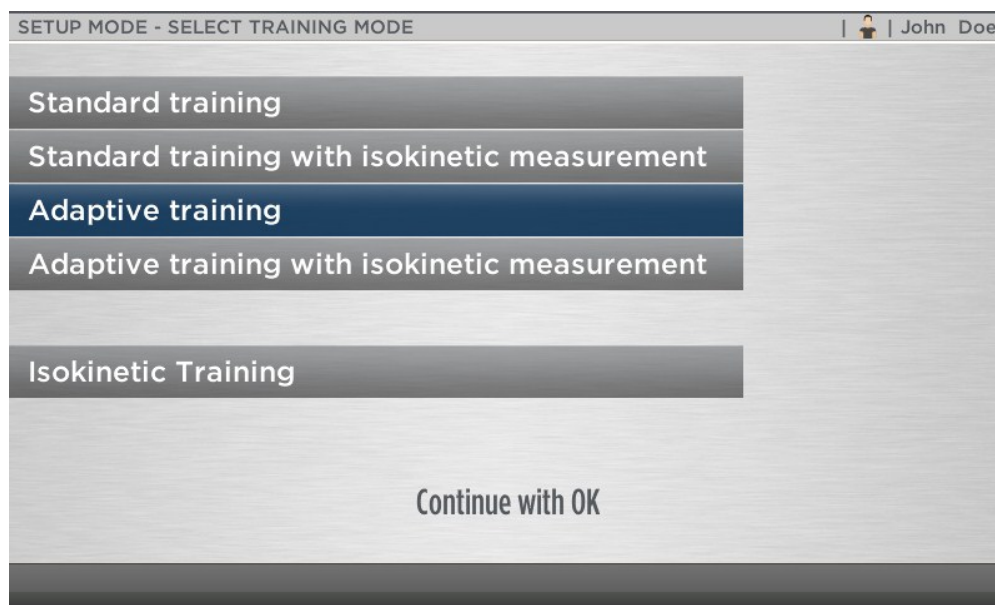 SETUP MODE - SELECT TRAINING MODE | | John Doe
Standard training
Standard training with isokinetic measurement
Adaptive training
Adaptive training with isokinetic measurement
Isokinetic Training
Continue with OK